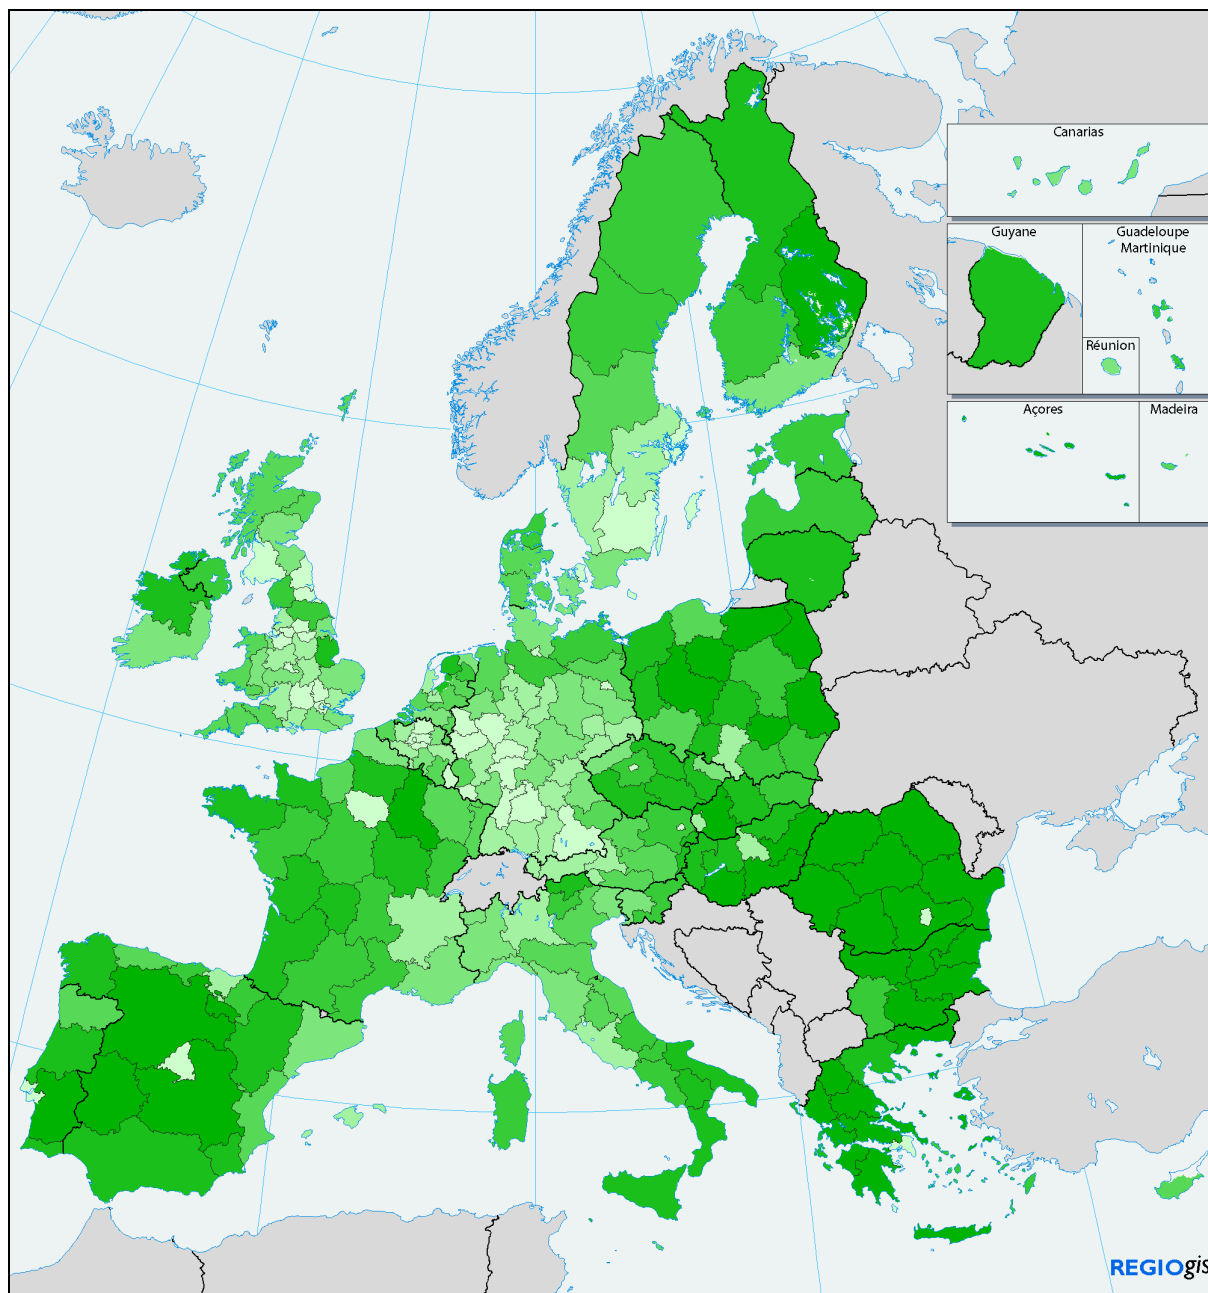 Canarias
Guyane
Guadeloupe
Martinique
Réunion
Açores
Madeira
REGIOgis